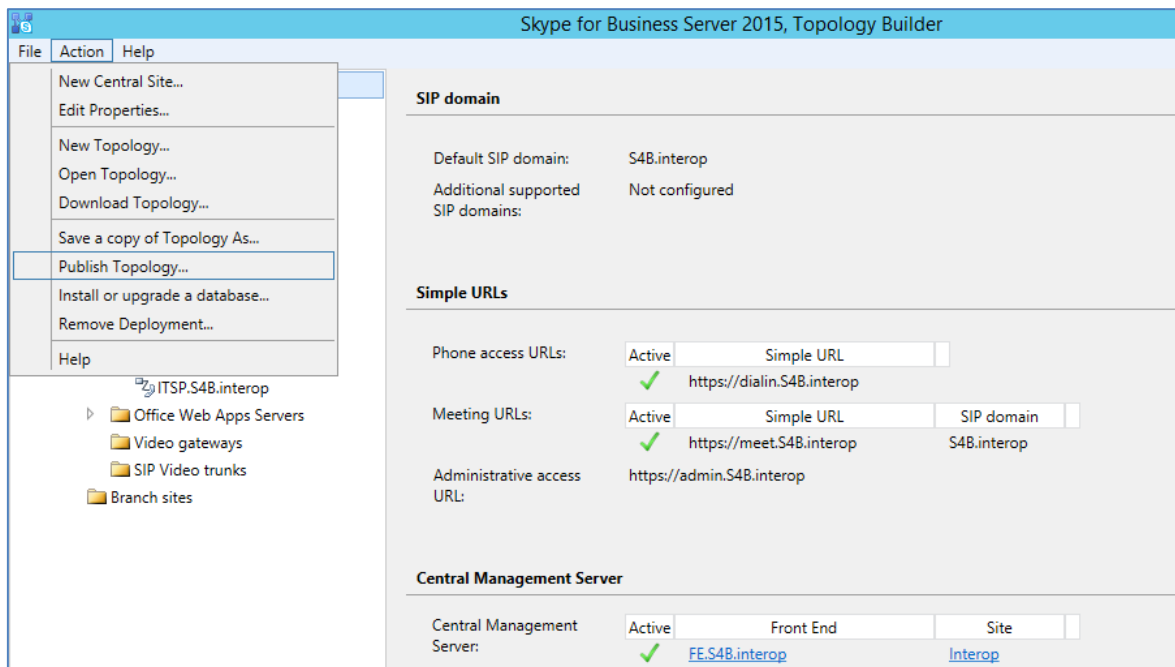 Skype for Business Server 2015, Topology Builder
File Action Help
New Central Site...
Edit Properties...
New Topology...
Open Topology...
Download Topology...
Save a copy of Topology As...
Publish Topology...
Install or upgrade a database...
Remove Deployment...
Help
ITSP.S4B.interop
Office Web Apps Servers
Video gateways
SIP Video trunks
Branch sites
SIP domain
Default SIP domain: S4B.interop
Additional supported Not configured
SIP domains:
Simple URLs
Phone access URLs: Active Simple URL
https://dialin.S4B.interop
Meeting URLs: Active Simple URL SIP domain
https://meet.S4B.interop S4B.interop
Administrative access https://admin.S4B.interop
URL:
Central Management Server
Central Management Active Front End Site
Server: FE.S4B.interop Interop